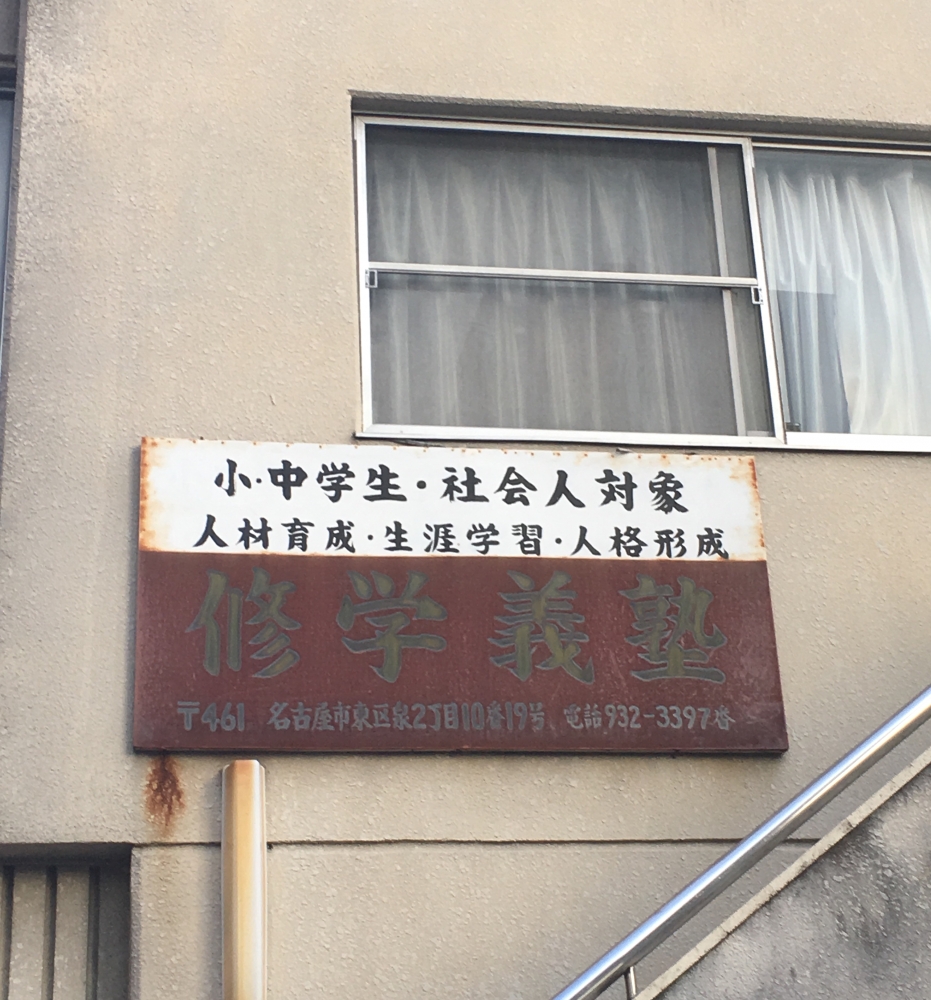 小・中学生・社会人対象
人材育成・生涯学習・人格形成
修学義塾
〒461 名古屋市東区泉2丁目10番19号 電話932-3397番